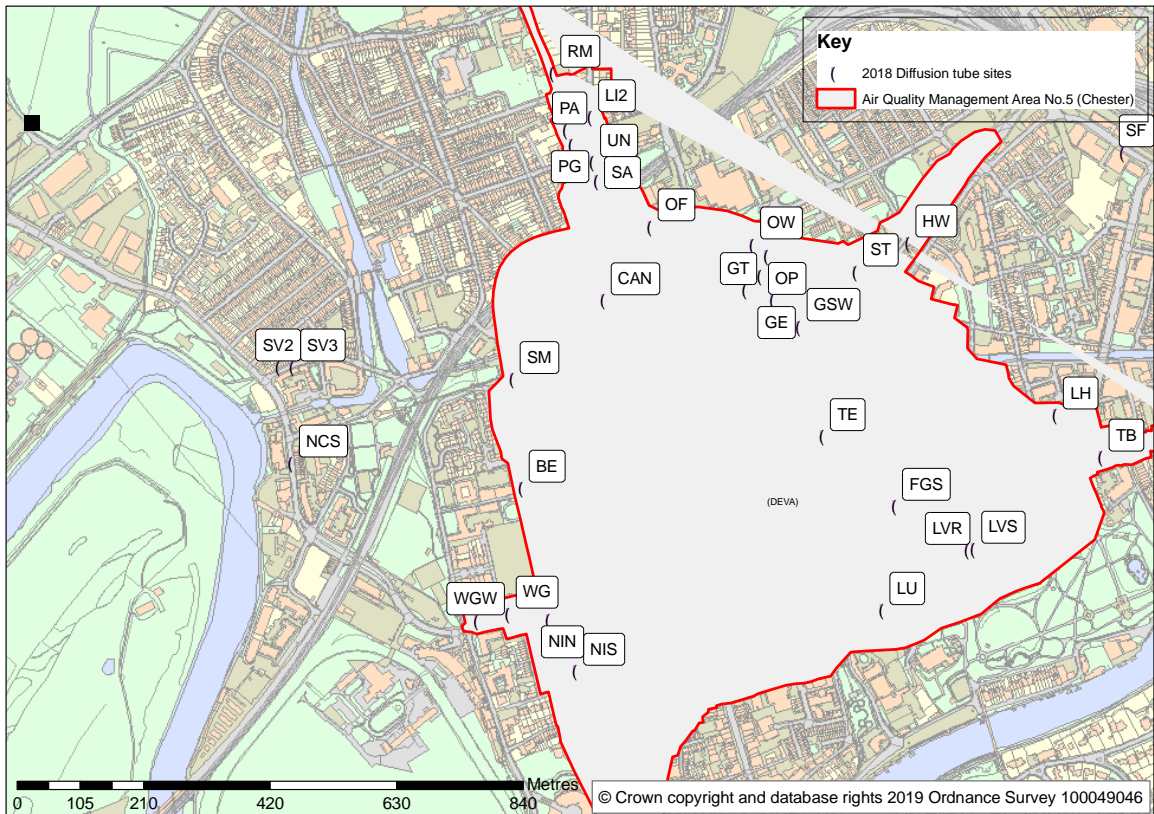 Key
2018 Diffusion tube sites
Air Quality Management Area No.5 (Chester)
RM
LI2
PA
UN
SF
PG
SA
OF
OW
HW
ST
GT
CAN
OP
GSW
GE
SV2
SV3
SM
LH
TE
TB
NCS
BE
FGS
(DEVA)
LVR
LVS
LU
WGW
WG
NIN
NIS
Metres
0
105
210
420
630
840
© Crown copyright and database rights 2019 Ordnance Survey 100049046